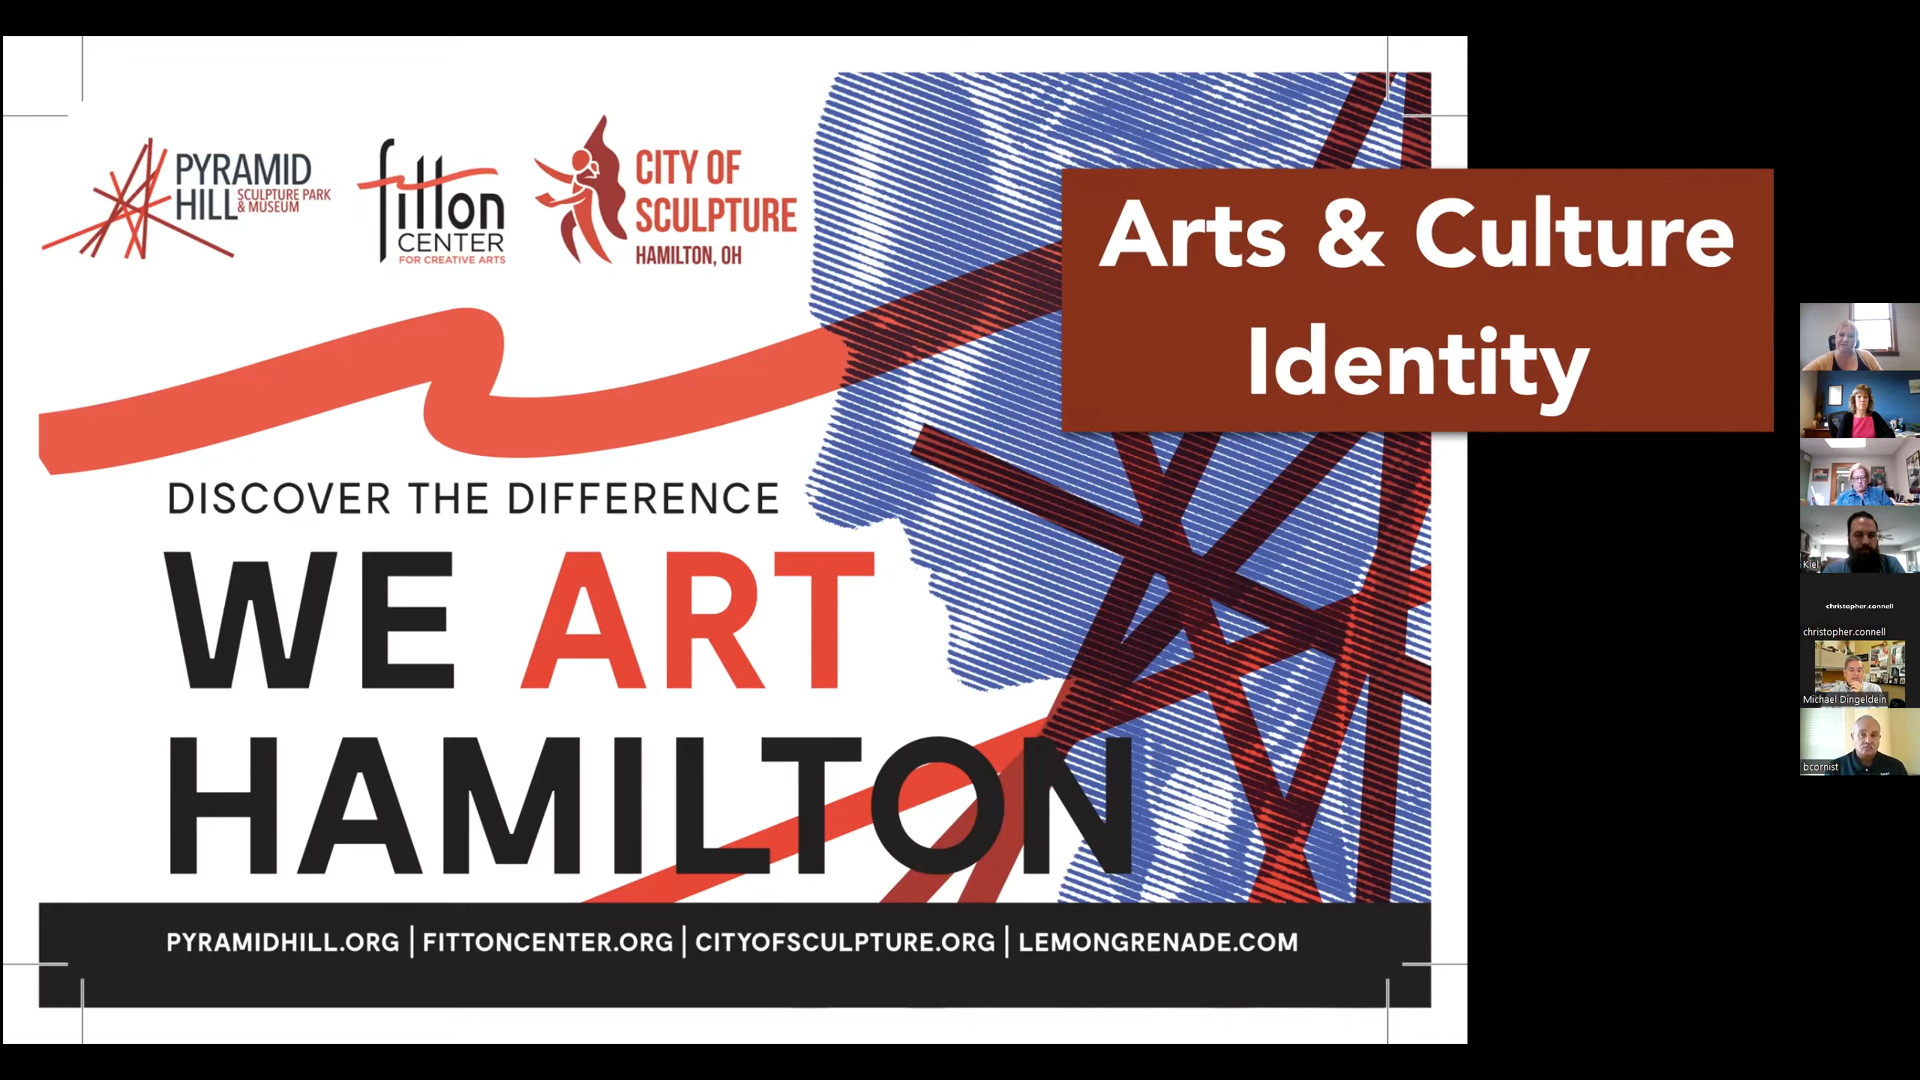 PYRAMID
HILL SCULPTURE PARK
& MUSEUM
fitton
CENTER
FOR CREATIVE ARTS
CITY OF
SCULPTURE
HAMILTON, OH
Arts & Culture
Identity
DISCOVER THE DIFFERENCE
WE ART
HAMILTON
PYRAMIDHILL.ORG | FITTONCENTER.ORG | CITYOFSCULPTURE.ORG | LEMONGRENADE.COM
Kiel
christopher.connell
christopher.connell
Michael Dingeldein
bcornist